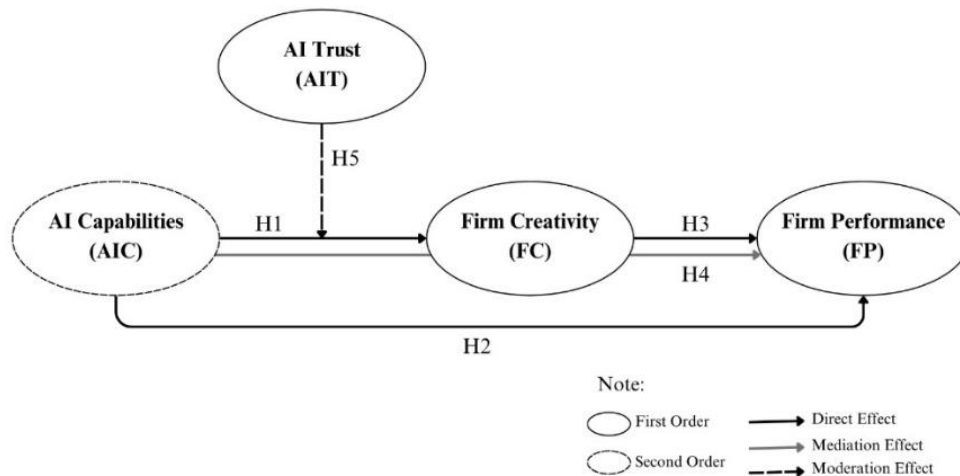 AI Trust
(AIT)
H5
AI Capabilities
(AIC)
H1
Firm Creativity
(FC)
H3
H4
Firm Performance
(FP)
H2
Note:
First Order
Direct Effect
Mediation Effect
Second Order
Moderation Effect